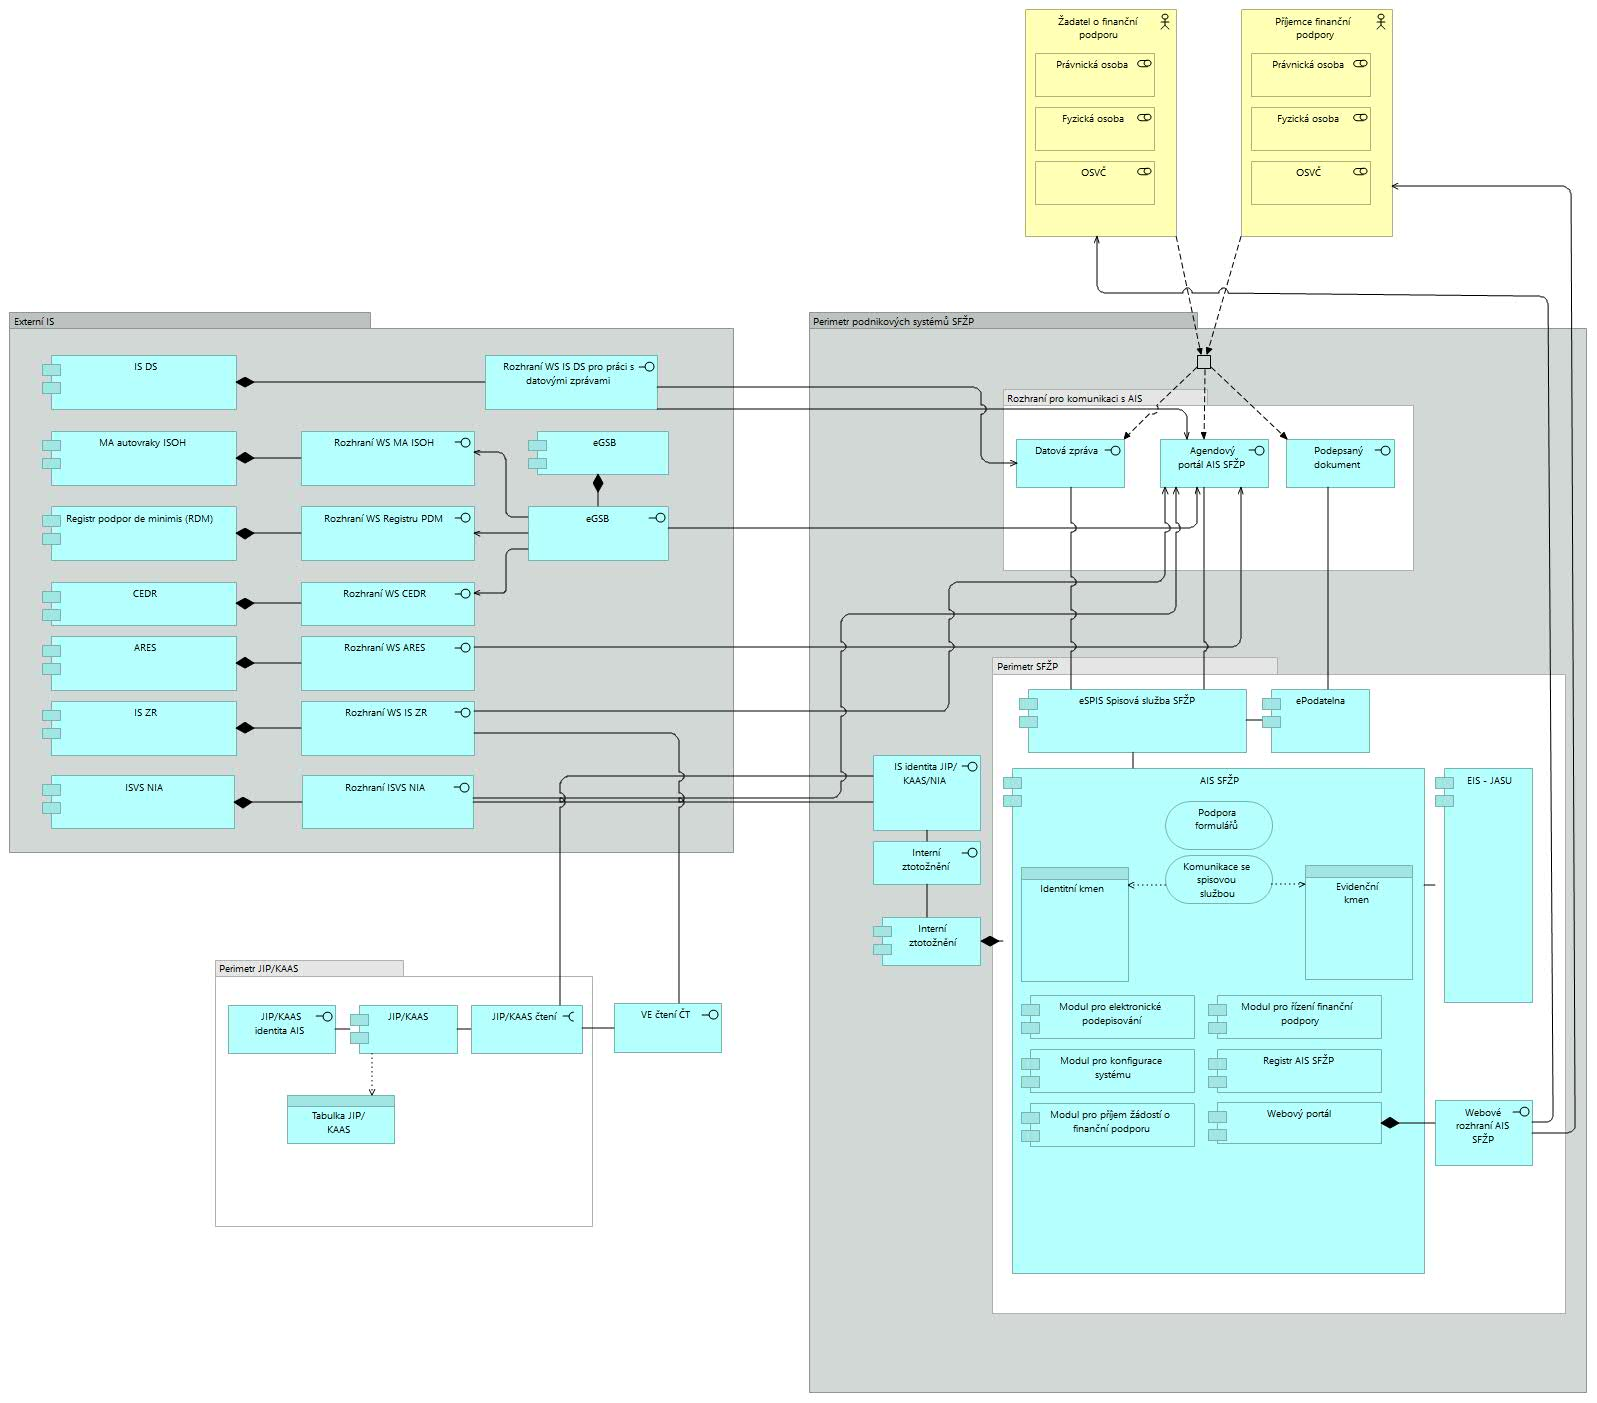 Žadatel o finanční
podporu
Právnická osoba
Fyzická osoba
OSVČ
Příjemce finanční
podpory
Právnická osoba
Fyzická osoba
OSVČ
Externí IS
IS DS
Rozhraní WS IS DS pro práci s
datovými zprávami
MA autovraky ISOH
Rozhraní WS MA ISOH
eGSB
Registr podpor de minimis (RDM)
Rozhraní WS Registru PDM
eGSB
CEDR
Rozhraní WS CEDR
ARES
Rozhraní WS ARES
IS ZR
Rozhraní WS IS ZR
ISVS NIA
Rozhraní ISVS NIA
Perimetr podnikových systémů SFŽP
Rozhraní pro komunikaci s AIS
Datová zpráva
Agendový
portál AIS SFŽP
Podepsaný
dokument
Perimetr SFŽP
eSPIS Spisová služba SFŽP
ePodatelna
IS identita JIP/
KAAS/NIA
Interní
ztotožnění
Interní
ztotožnění
AIS SFŽP
Podpora
formulářů
Komunikace se
spisovou
službou
Identitní kmen
Evidenční
kmen
EIS - JASU
Modul pro elektronické
podepisování
Modul pro řízení finanční
podpory
Modul pro konfigurace
systému
Registr AIS SFŽP
Modul pro příjem žádostí o
finanční podporu
Webový portál
Webové
rozhraní AIS
SFŽP
Perimetr JIP/KAAS
JIP/KAAS
identita AIS
JIP/KAAS
JIP/KAAS čtení
VE čtení ČT
Tabulka JIP/
KAAS